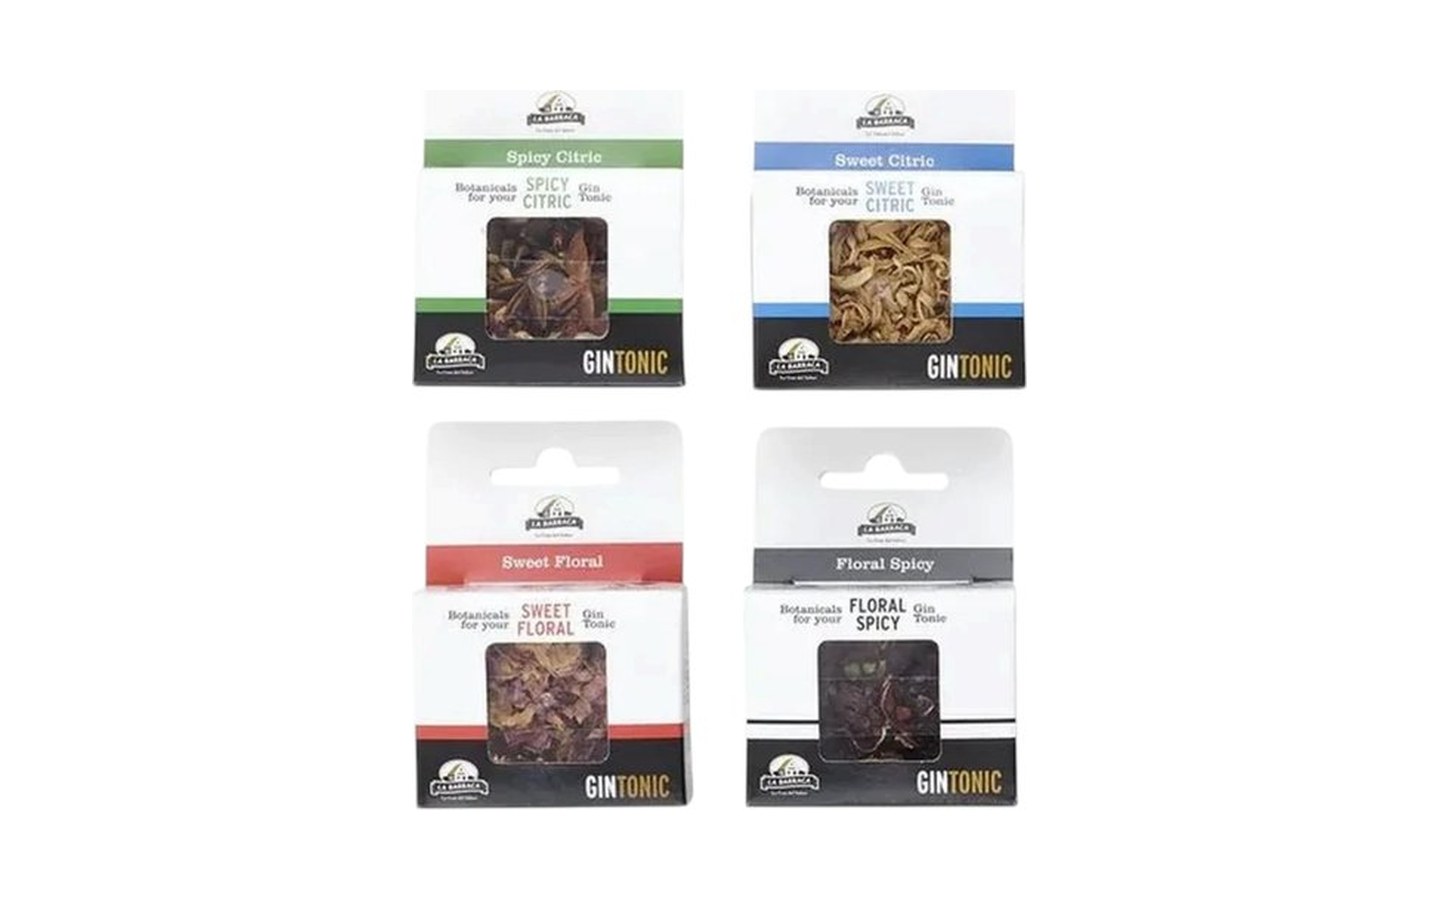 LA BARRACA
Spicy Citric
Botanicals for your
SPICY CITRIC
Gin Tonic
LA BARRACA
GINTONIC
LA BARRACA
Sweet Citric
Botanicals for your
SWEET CITRIC
Gin Tonic
LA BARRACA
GINTONIC
LA BARRACA
Sweet Floral
Botanicals for your
SWEET FLORAL
Gin Tonic
LA BARRACA
GINTONIC
LA BARRACA
Floral Spicy
Botanicals for your
FLORAL SPICY
Gin Tonic
LA BARRACA
GINTONIC